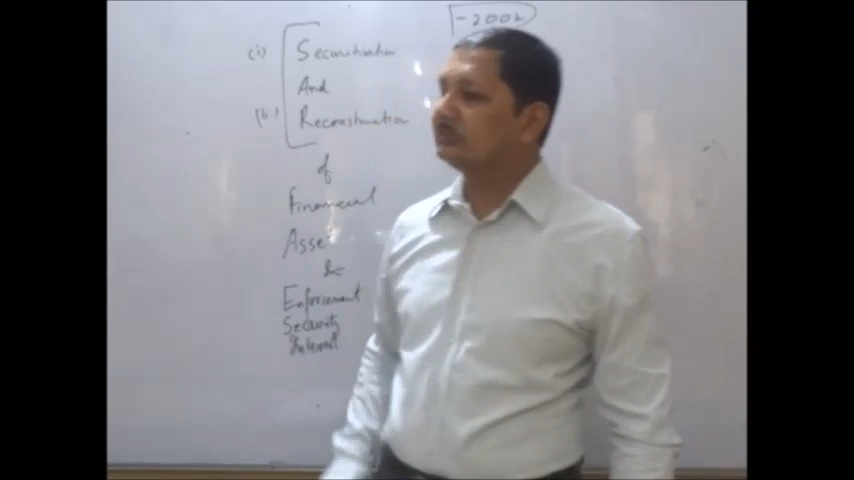 -2002
(i) Securitisation
And
(ii) Reconstruction
of
Financial
Asse
&
Enforcement
Security
Interest